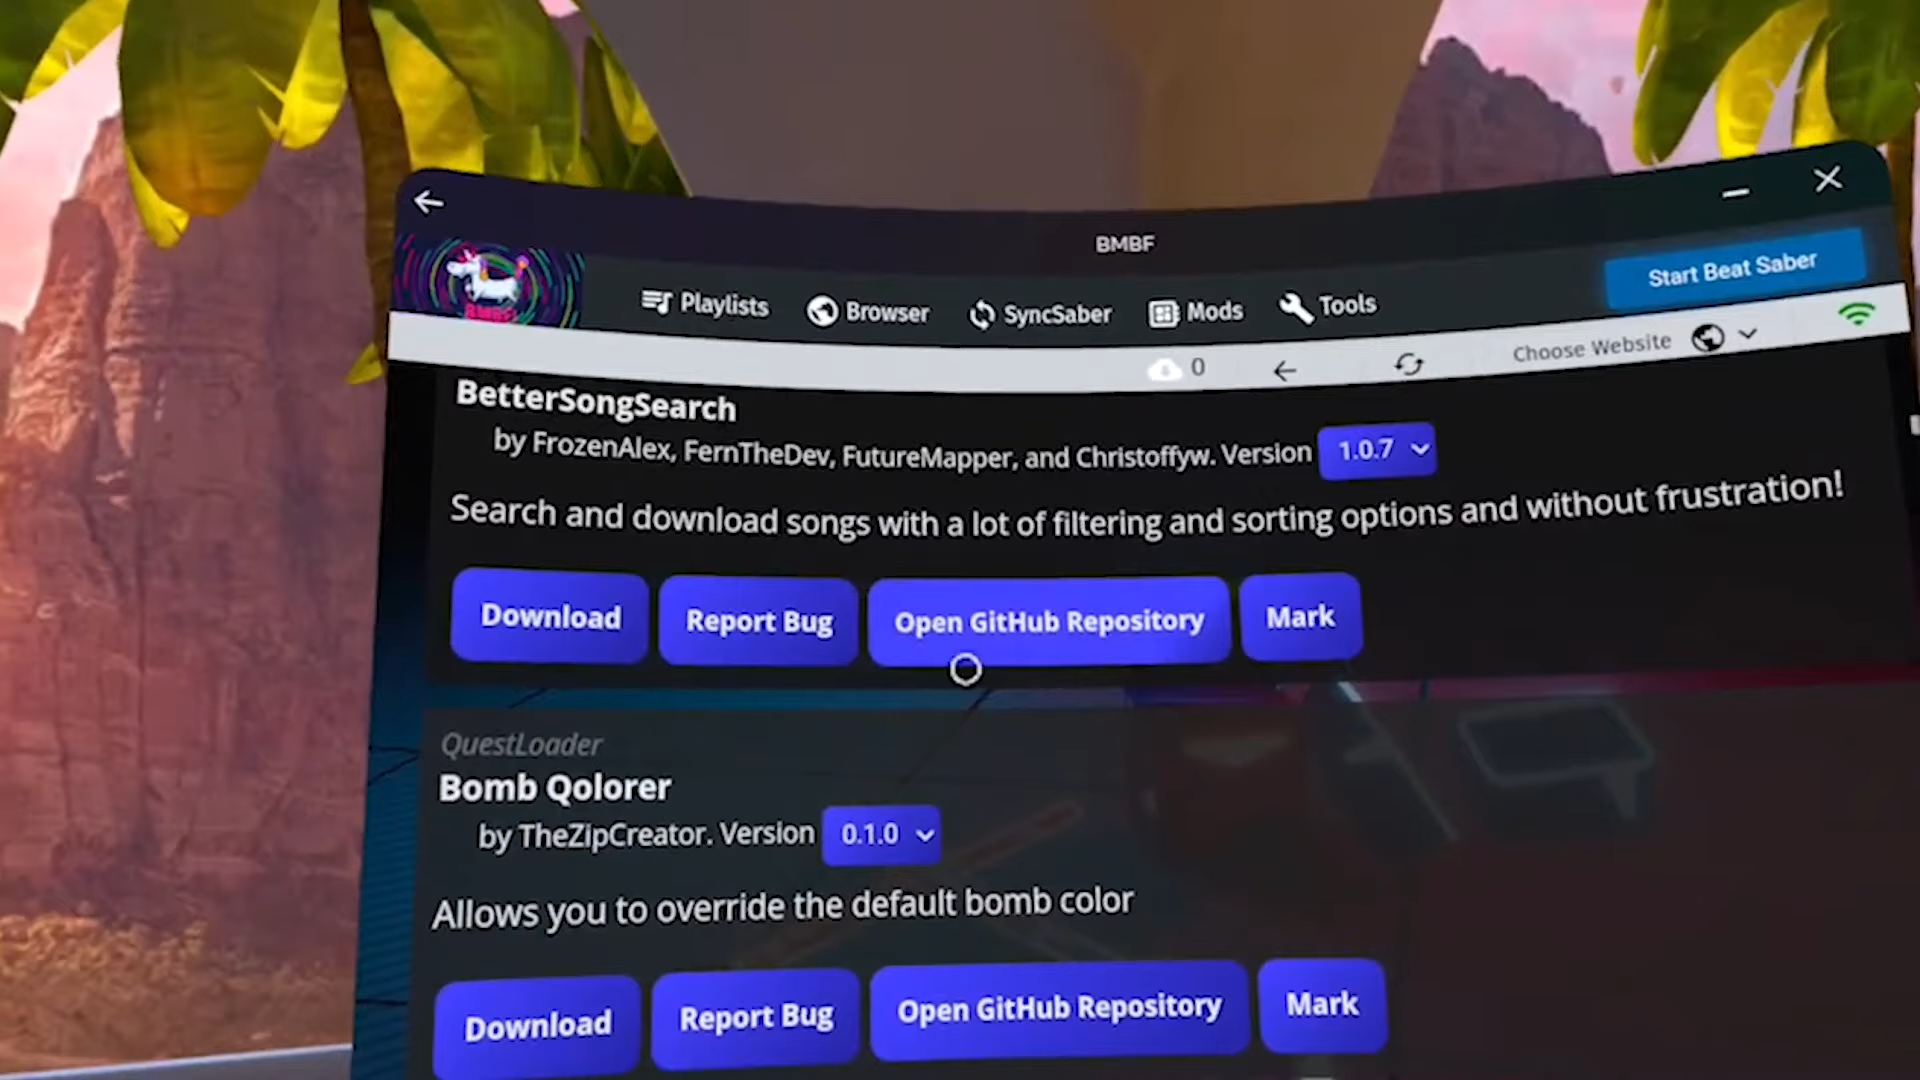 BMBF
BMBF
Playlists Browser SyncSaber Mods Tools Start Beat Saber
0 Choose Website
BetterSongSearch
by FrozenAlex, FernTheDev, FutureMapper, and Christoffyw. Version 1.0.7
Search and download songs with a lot of filtering and sorting options and without frustration!
Download Report Bug Open GitHub Repository Mark
QuestLoader
Bomb Qolorer
by TheZipCreator. Version 0.1.0
Allows you to override the default bomb color
Download Report Bug Open GitHub Repository Mark